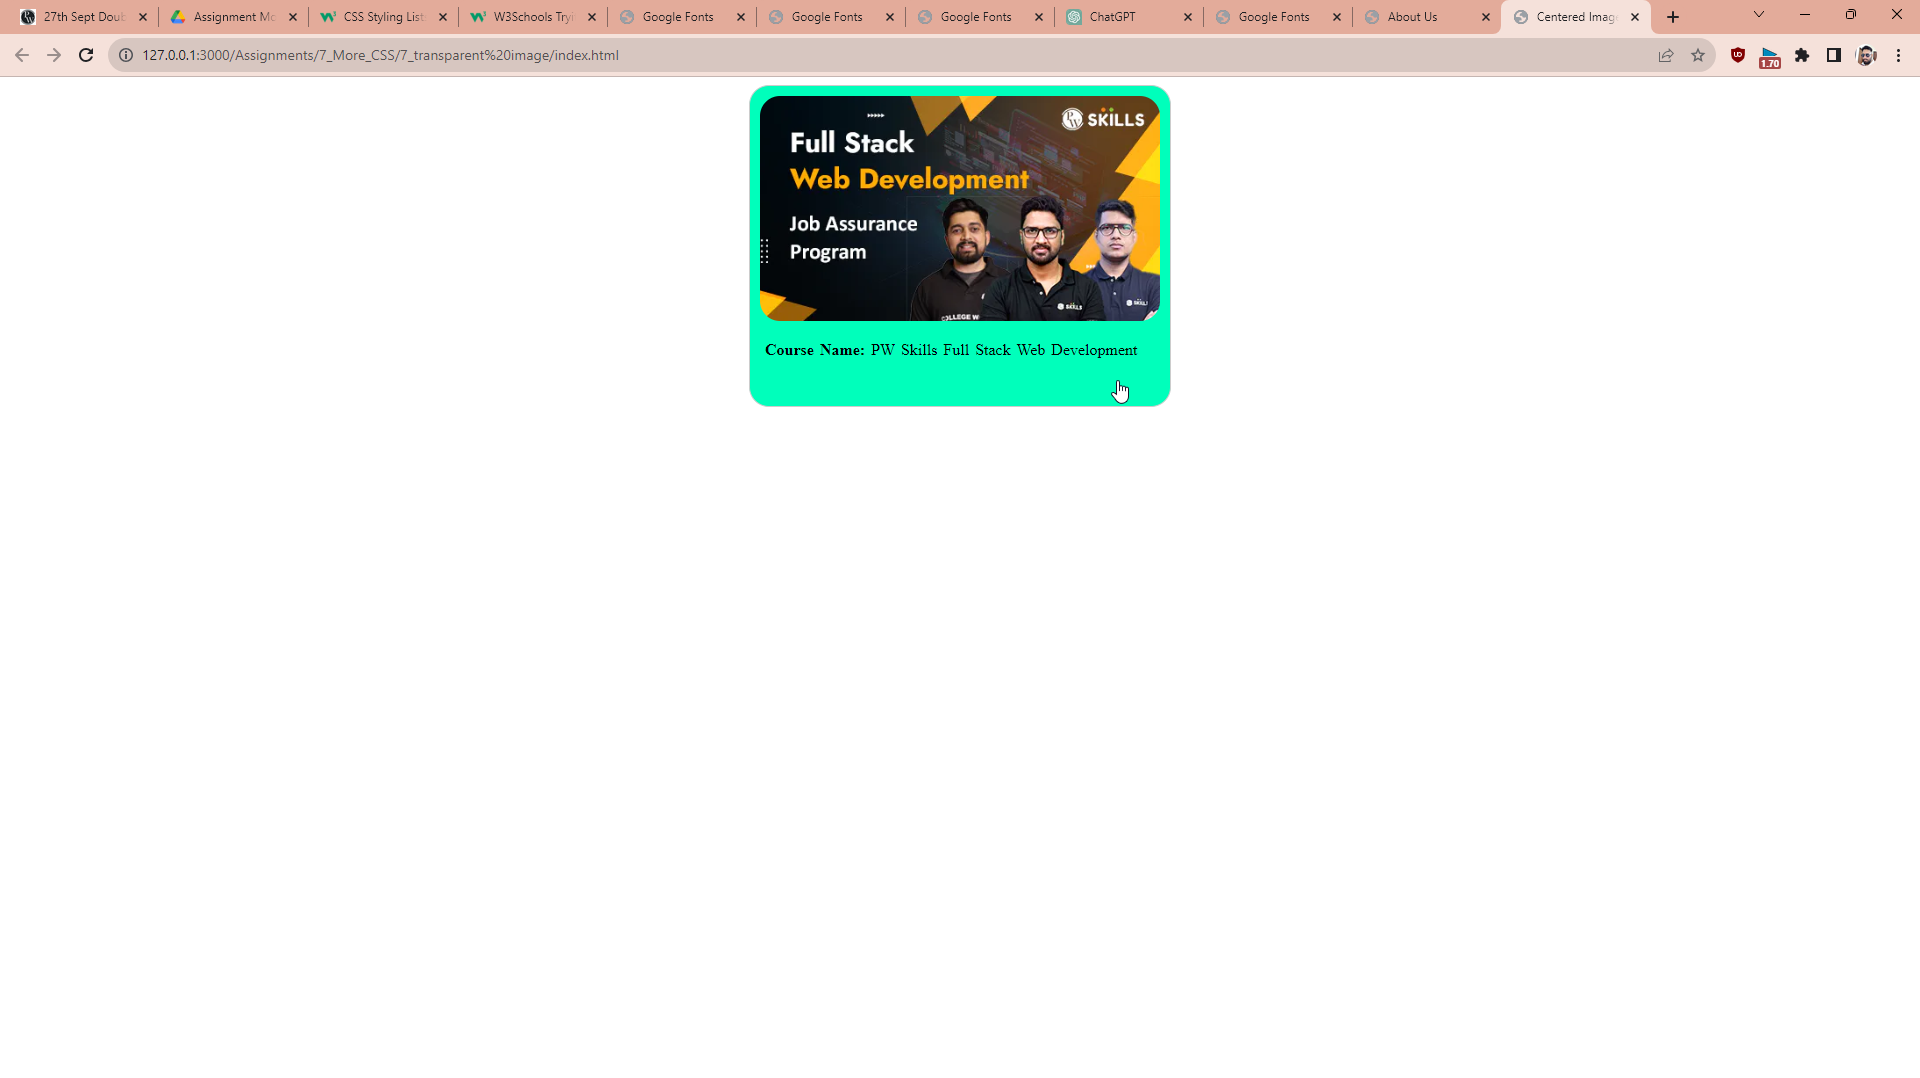 27th Sept Doub
Assignment Mo
CSS Styling List
W3Schools Tryi
Google Fonts
Google Fonts
Google Fonts
ChatGPT
Google Fonts
About Us
Centered Imag
127.0.0.1:3000/Assignments/7_More_CSS/7_transparent%20image/index.html
1.70
PW SKILLS
Full Stack
Web Development
Job Assurance
Program
COLLEGE W
SKILLS
SKILLS
Course Name: PW Skills Full Stack Web Development